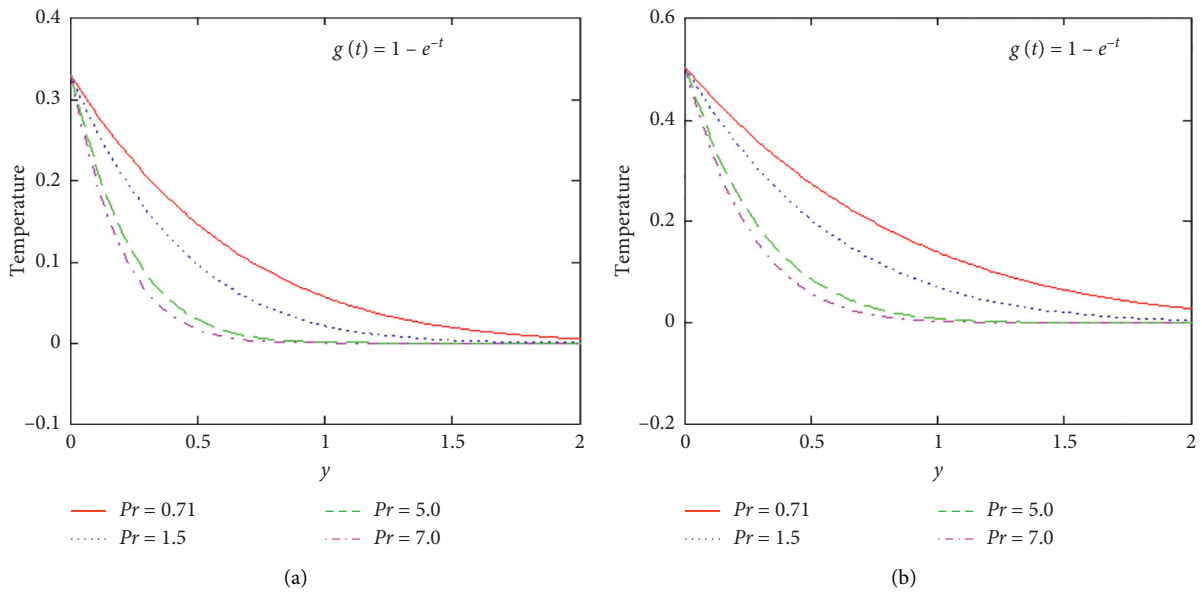 0.4
g (t) = 1 – e–t
0.3
0.2
Temperature
0.1
0
–0.1
0 0.5 1 1.5 2
y
Pr = 0.71 Pr = 5.0
Pr = 1.5 Pr = 7.0
(a)
0.6
g (t) = 1 – e–t
0.4
0.2
Temperature
0
–0.2
0 0.5 1 1.5 2
y
Pr = 0.71 Pr = 5.0
Pr = 1.5 Pr = 7.0
(b)